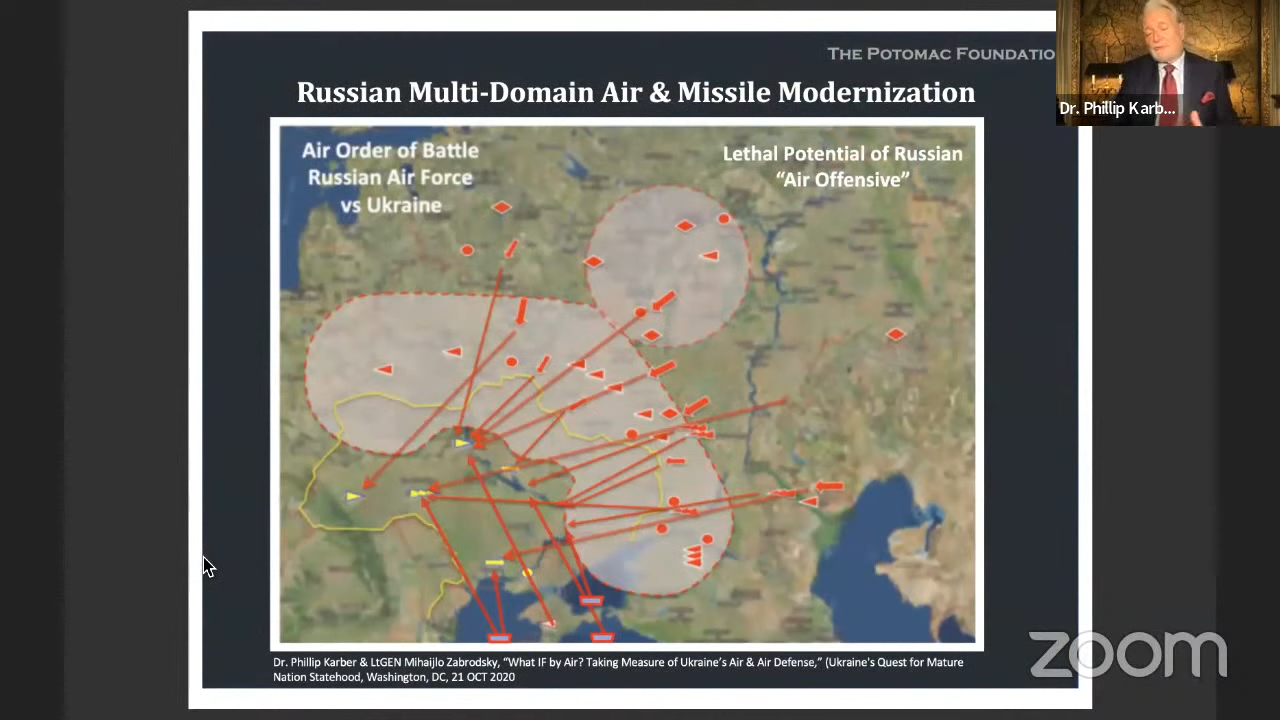 THE POTOMAC FOUNDATIO
Dr. Phillip Karb...
Russian Multi-Domain Air & Missile Modernization
Air Order of Battle
Russian Air Force
vs Ukraine
Lethal Potential of Russian
“Air Offensive”
Dr. Phillip Karber & LtGEN Mihaijlo Zabrodsky, “What IF by Air? Taking Measure of Ukraine’s Air & Air Defense,” (Ukraine's Quest for Mature
Nation Statehood, Washington, DC, 21 OCT 2020
zoom